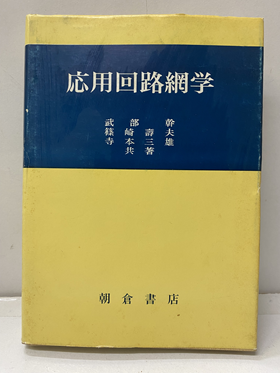 応用回路網学
武部幹
篠崎壽夫
寺本三雄
共著
朝倉書店